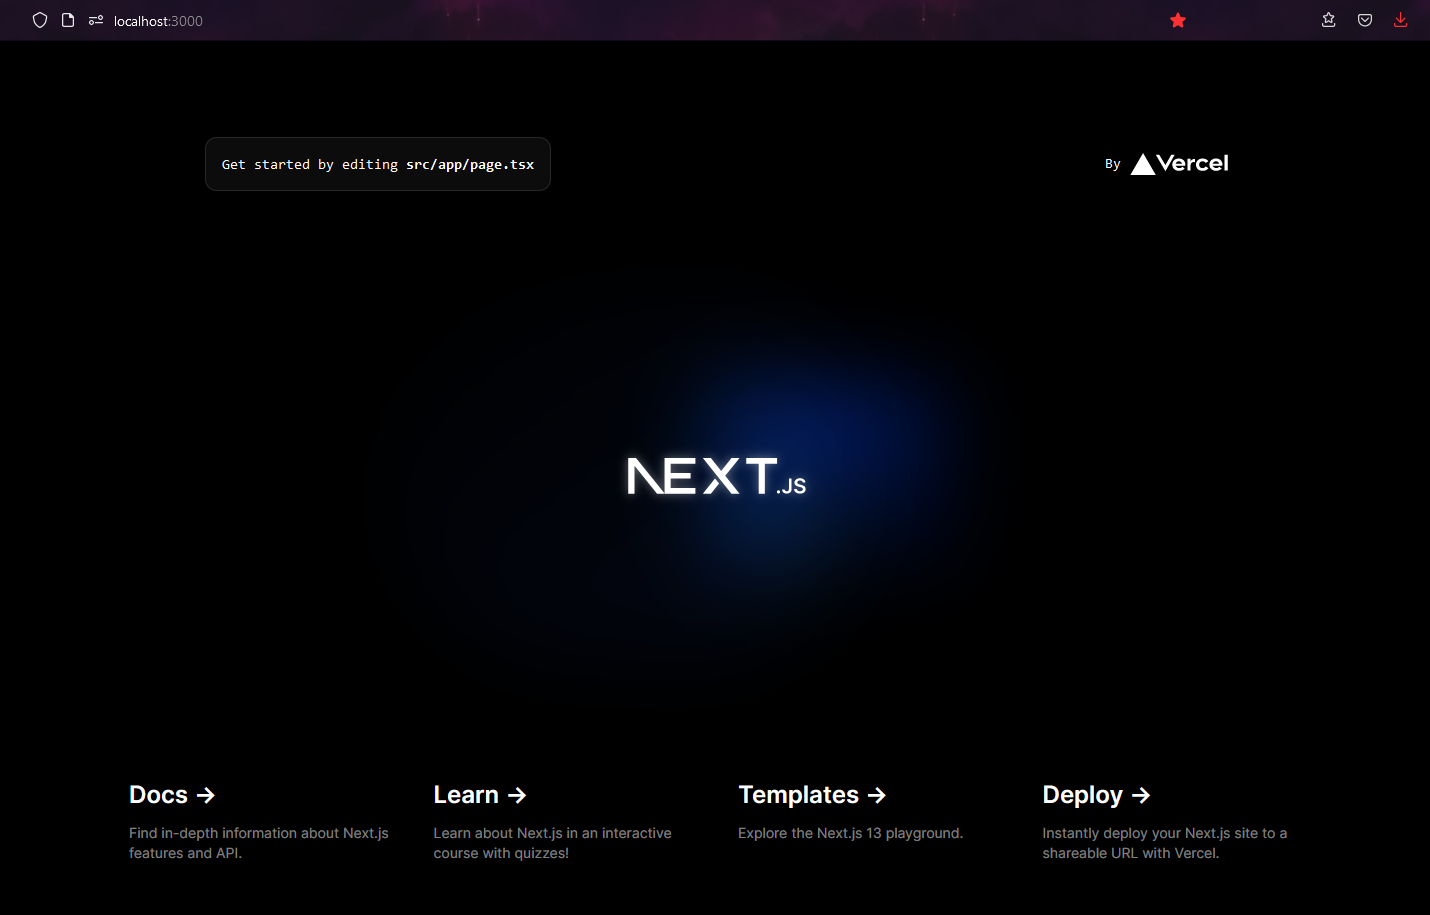 localhost:3000
Get started by editing src/app/page.tsx
By Vercel
NEXT.JS
Docs →
Find in-depth information about Next.js
features and API.
Learn →
Learn about Next.js in an interactive
course with quizzes!
Templates →
Explore the Next.js 13 playground.
Deploy →
Instantly deploy your Next.js site to a
shareable URL with Vercel.